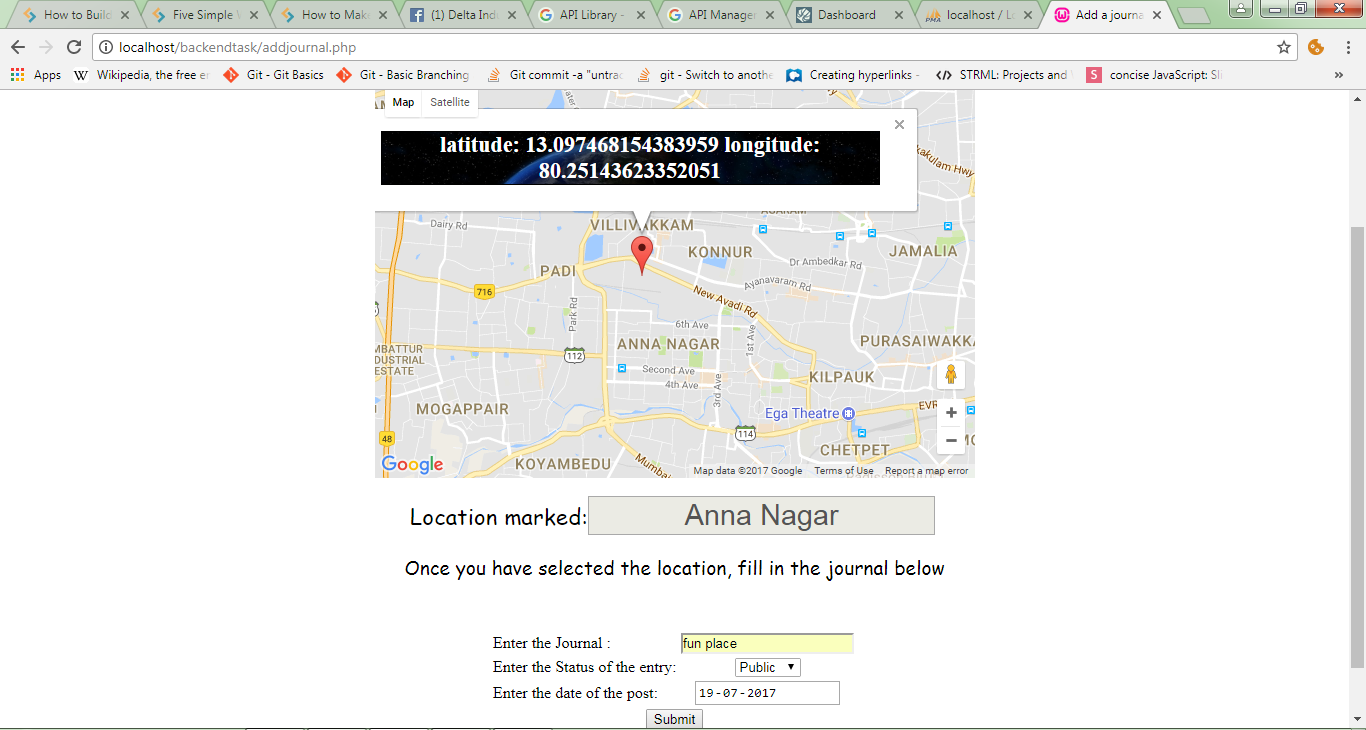 How to Build
Five Simple
How to Make
(1) Delta Ind
API Library -
API Manager
Dashboard
localhost / Lo
Add a journa
localhost/backendtask/addjournal.php
Apps
Wikipedia, the free e
Git - Git Basics
Git - Basic Branching
Git commit -a "untrac
git - Switch to anothe
Creating hyperlinks -
STRML: Projects and
concise JavaScript: Sli
Map Satellite
latitude: 13.097468154383959 longitude:
80.25143623352051
akulam Hwy
Dairy Rd
VILLIVAKKAM
KONNUR
JAMALIA
Dr Ambedkar Rd
PADI
Ayanavaram Rd
716
New Avadi Rd
Park Rd
6th Ave
1st Ave
ANNA NAGAR
PURASAIWAKKA
MBATTUR
DUSTRIAL
ESTATE
112
Second Ave
4th Ave
3rd Ave
KILPAUK
MOGAPPAIR
Ega Theatre
EVR
114
48
CHETPET
KOYAMBEDU
Mumba
Google
Map data ©2017 Google Terms of Use Report a map error
Location marked: Anna Nagar
Once you have selected the location, fill in the journal below
Enter the Journal : fun place
Enter the Status of the entry: Public
Enter the date of the post: 19-07-2017
Submit